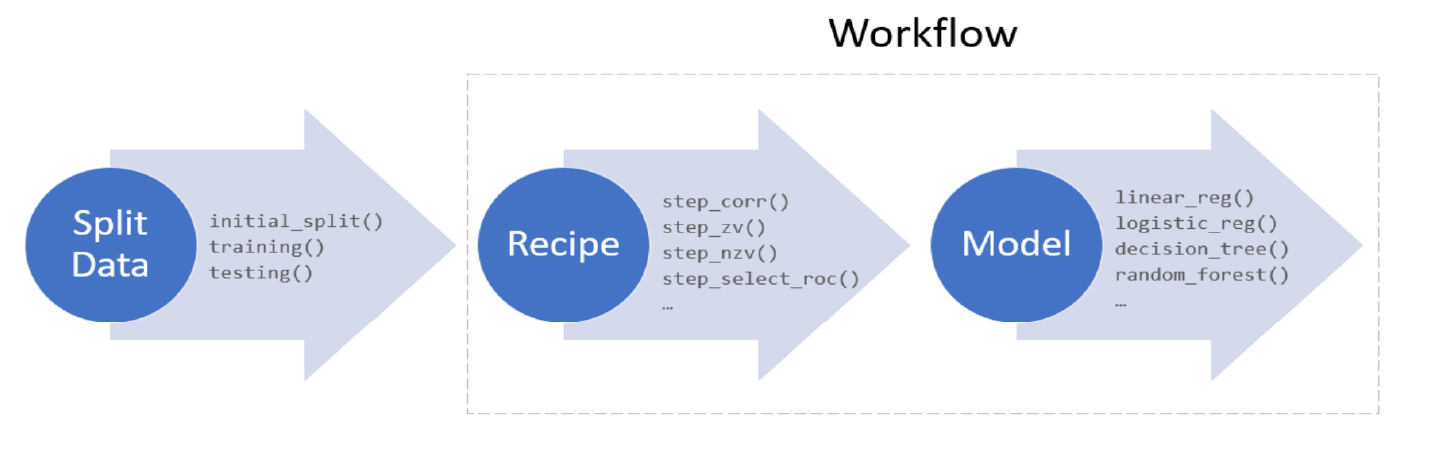 Workflow
Split
Data
initial_split()
training()
testing()
Recipe
step_corr()
step_zv()
step_nzv()
step_select_roc()
…
Model
linear_reg()
logistic_reg()
decision_tree()
random_forest()
…